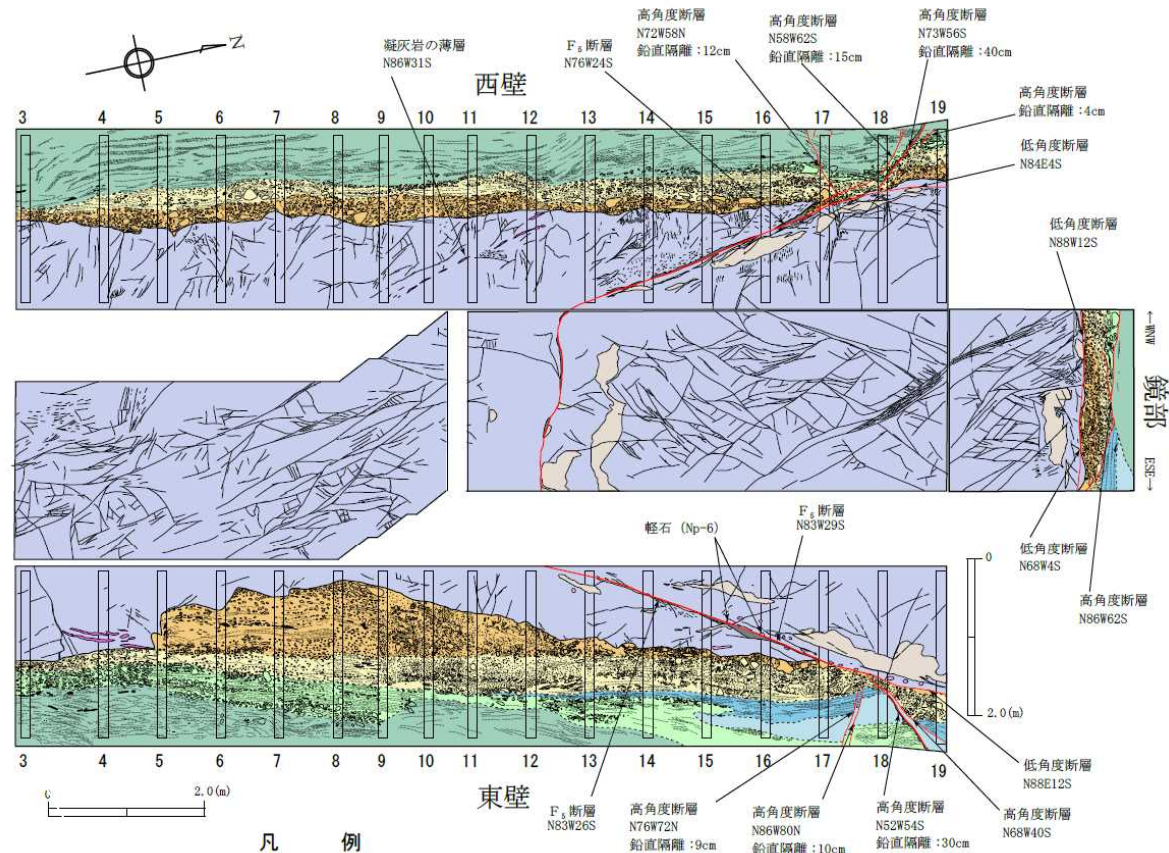 高角度断層
N72W58N
鉛直隔離：12cm
高角度断層
N58W62S
鉛直隔離：15cm
高角度断層
N73W56S
鉛直隔離：40cm
N
凝灰岩の薄層
N86W31S
F₅断層
N76W24S
西壁
高角度断層
鉛直隔離：4cm
低角度断層
N84E4S
3 4 5 6 7 8 9 10 11 12 13 14 15 16 17 18 19
低角度断層
N88W12S
←WNW
鏡部
ESE→
軽石 (Np-6)
F₅断層
N83W29S
低角度断層
N68W4S
高角度断層
N86W62S
0
2.0(m)
3 4 5 6 7 8 9 10 11 12 13 14 15 16 17 18 19
東壁
0 2.0(m)
F₅断層
N83W26S
高角度断層
N76W72N
鉛直隔離：9cm
高角度断層
N86W80N
鉛直隔離：10cm
高角度断層
N52W54S
鉛直隔離：30cm
高角度断層
N68W40S
低角度断層
N88E12S
凡 例